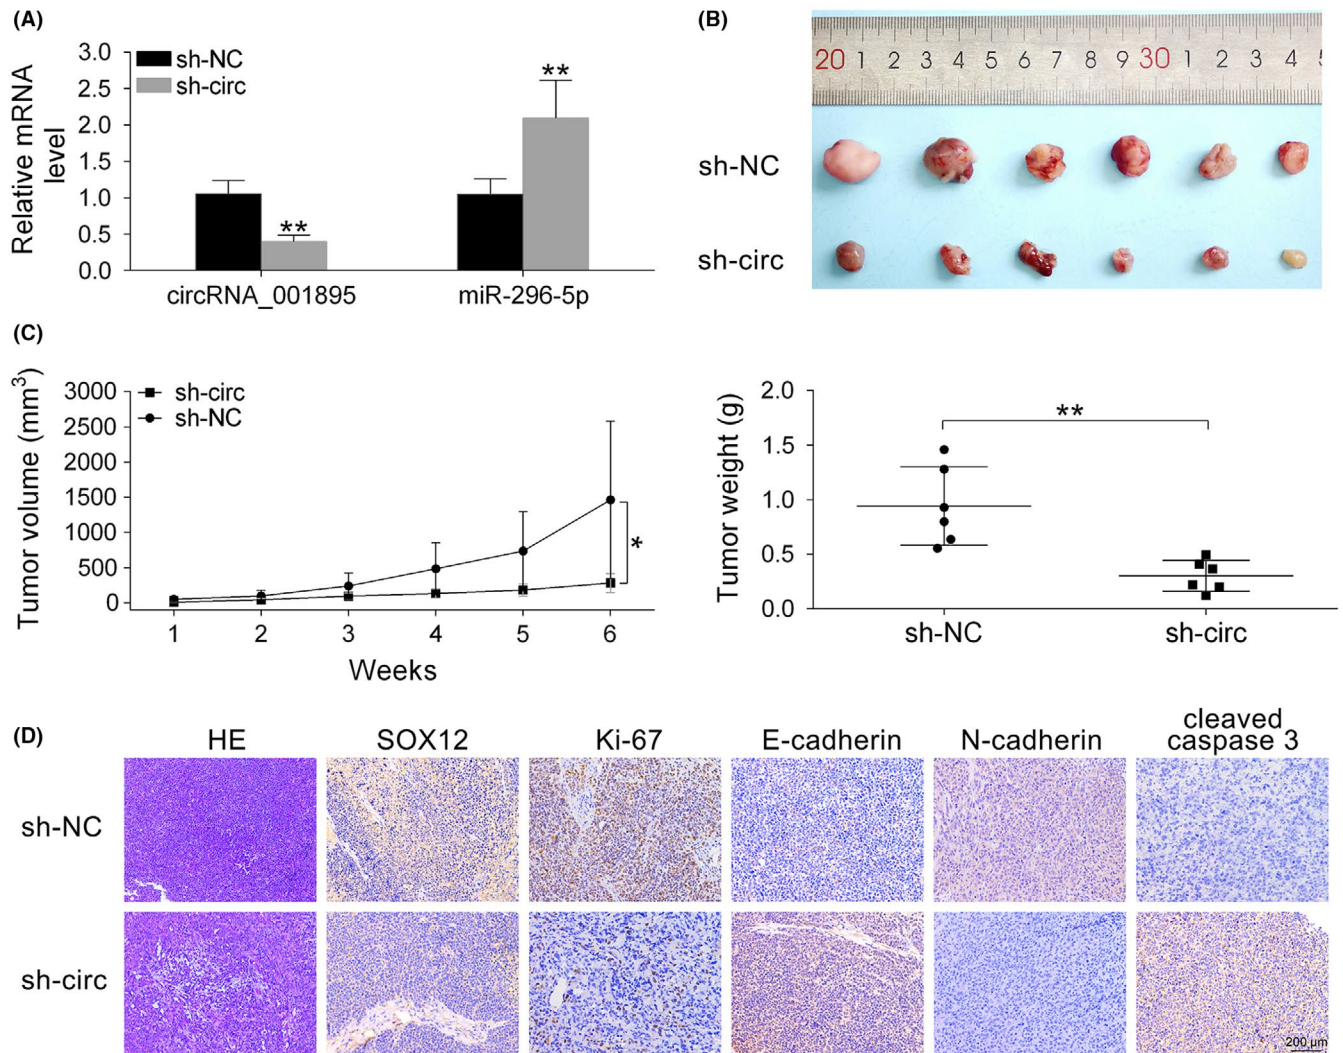 (A)
3.0
2.5
2.0
1.5
1.0
0.5
0.0
Relative mRNA
level
sh-NC
sh-circ
**
**
circRNA_001895
miR-296-5p
(B)
20 1 2 3 4 5 6 7 8 9 30 1 2 3 4 5
sh-NC
sh-circ
(C)
3000
2500
2000
1500
1000
500
0
Tumor volume (mm³)
sh-circ
sh-NC
*
1 2 3 4 5 6
Weeks
2.0
1.5
1.0
0.5
0.0
Tumor weight (g)
**
sh-NC
sh-circ
(D)
HE
SOX12
Ki-67
E-cadherin
N-cadherin
cleaved
caspase 3
sh-NC
sh-circ
200 μm